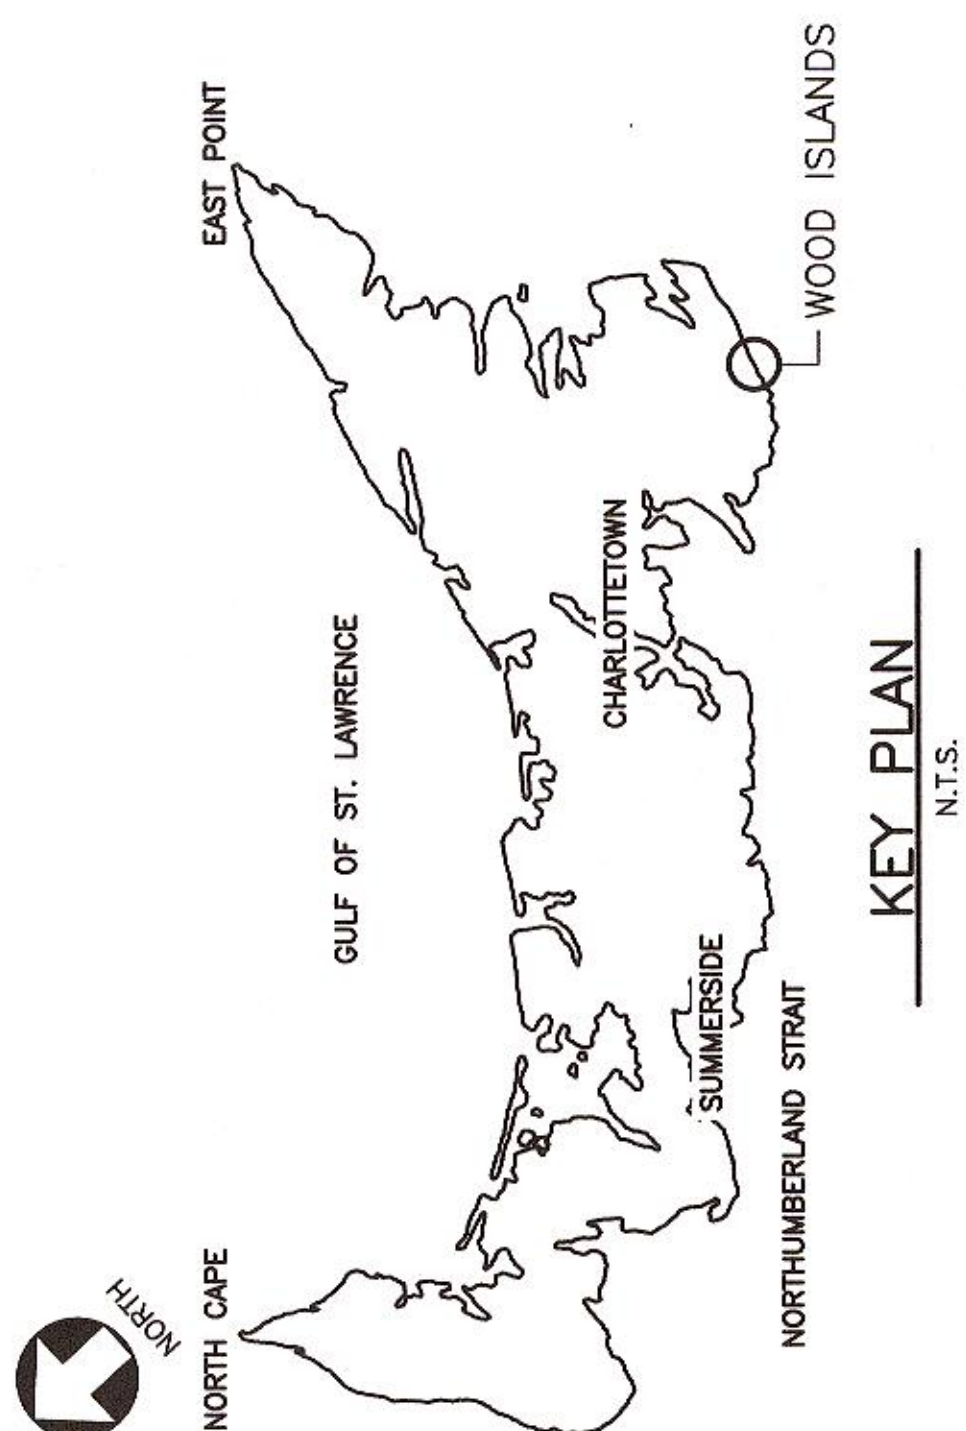 NORTH
NORTH CAPE
EAST POINT
GULF OF ST. LAWRENCE
CHARLOTTETOWN
SUMMERSIDE
NORTHUMBERLAND STRAIT
WOOD ISLANDS
KEY PLAN
N.T.S.